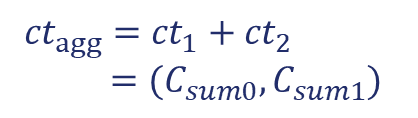 ct_agg = ct_1 + ct_2
= (C_sum0, C_sum1)